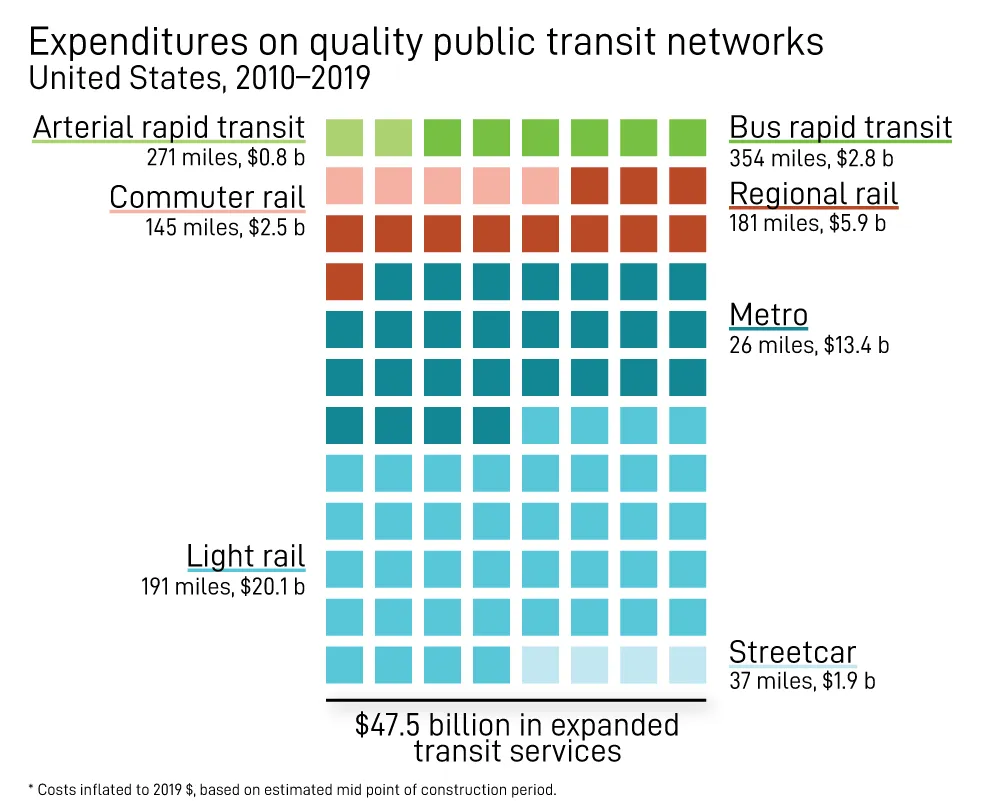 Expenditures on quality public transit networks
United States, 2010–2019
Arterial rapid transit
271 miles, $0.8 b
Bus rapid transit
354 miles, $2.8 b
Commuter rail
145 miles, $2.5 b
Regional rail
181 miles, $5.9 b
Metro
26 miles, $13.4 b
Light rail
191 miles, $20.1 b
Streetcar
37 miles, $1.9 b
$47.5 billion in expanded
transit services
* Costs inflated to 2019 $, based on estimated mid point of construction period.